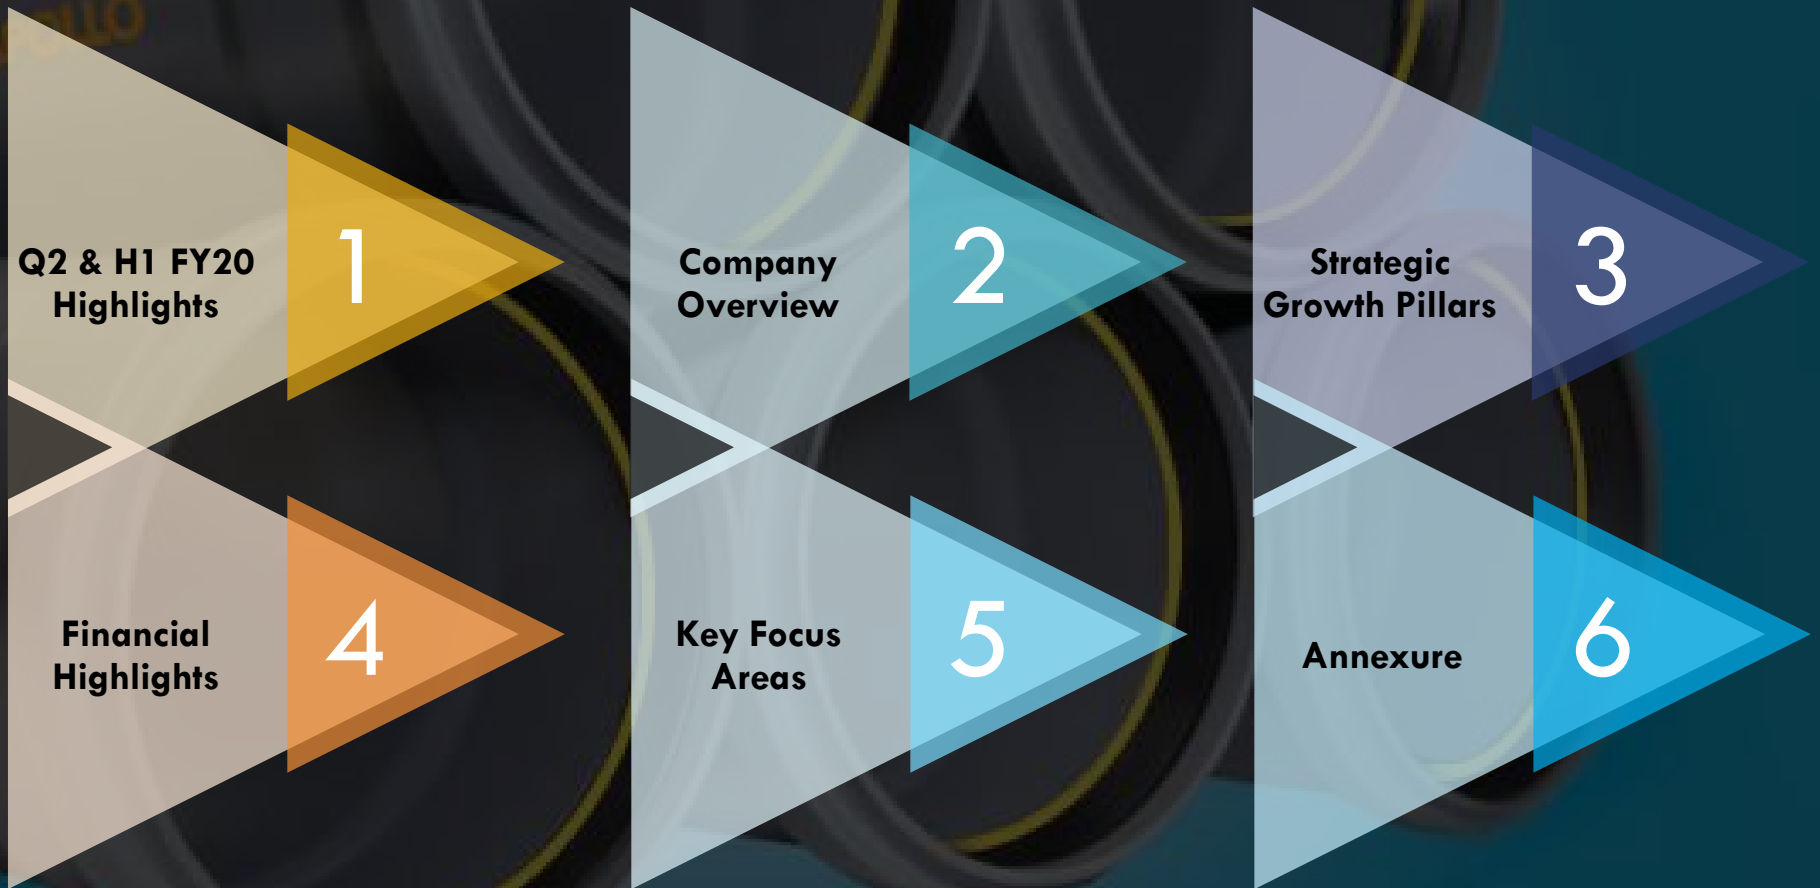 POLLO
Q2 & H1 FY20
Highlights
1
Company
Overview
2
Strategic
Growth Pillars
3
Financial
Highlights
4
Key Focus
Areas
5
Annexure
6